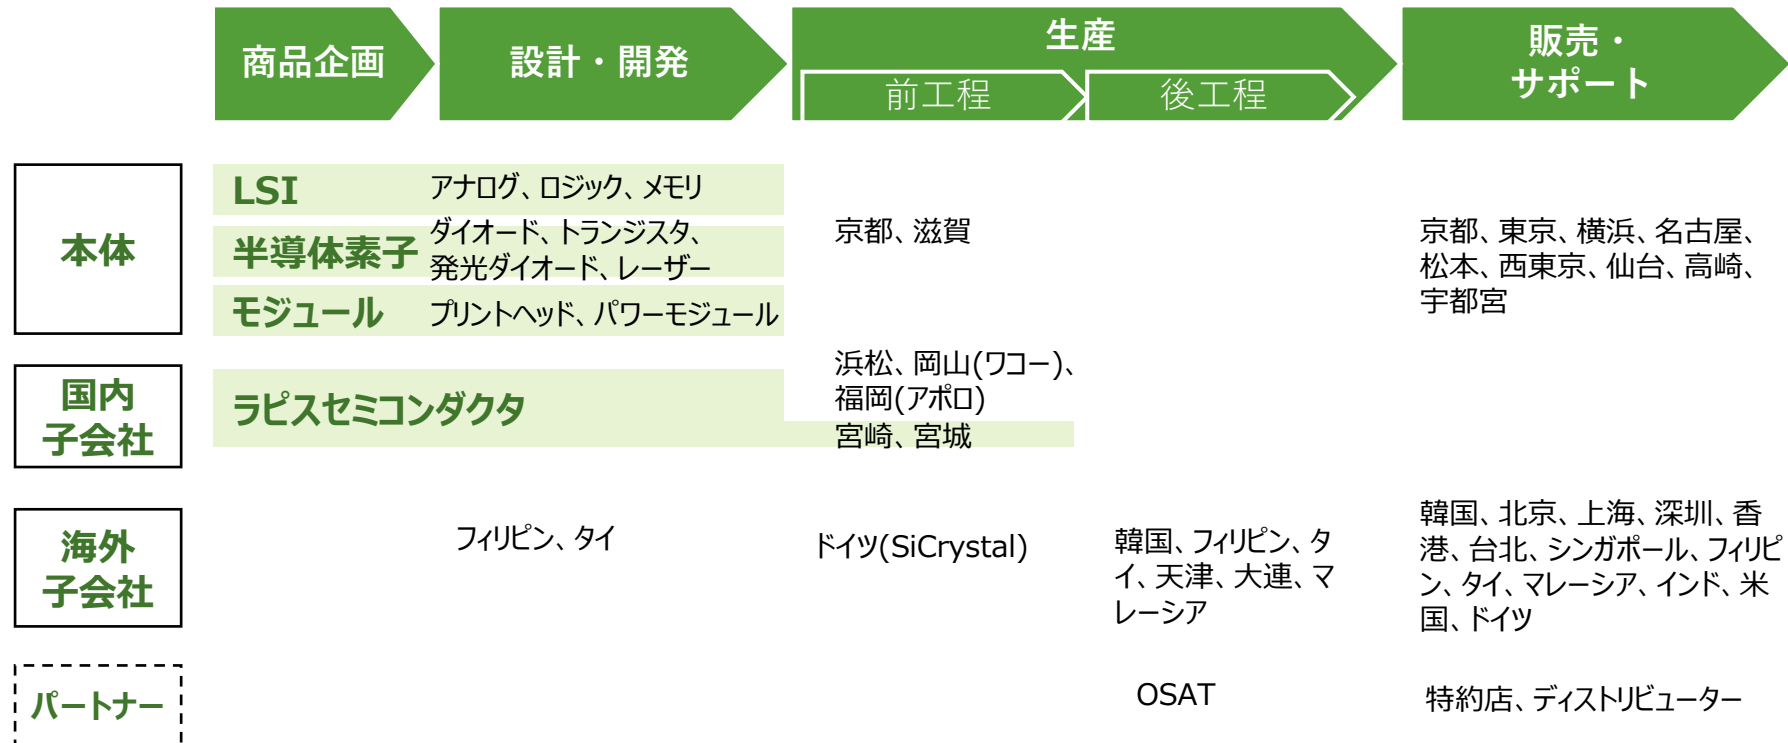 商品企画
設計・開発
生産
前工程
後工程
販売・
サポート
本体
LSI
アナログ、ロジック、メモリ
半導体素子
ダイオード、トランジスタ、
発光ダイオード、レーザー
モジュール
プリントヘッド、パワーモジュール
京都、滋賀
京都、東京、横浜、名古屋、
松本、西東京、仙台、高崎、
宇都宮
国内
子会社
ラピスセミコンダクタ
浜松、岡山(ワコー)、
福岡(アポロ)
宮崎、宮城
海外
子会社
フィリピン、タイ
ドイツ(SiCrystal)
韓国、フィリピン、タ
イ、天津、大連、マ
レーシア
韓国、北京、上海、深圳、香
港、台北、シンガポール、フィリピ
ン、タイ、マレーシア、インド、米
国、ドイツ
パートナー
OSAT
特約店、ディストリビューター